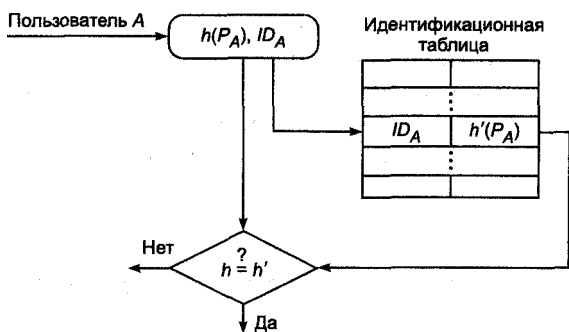 Пользователь A
h(P_A), ID_A
Идентификационная
таблица
ID_A h′(P_A)
Нет
?
h = h′
Да